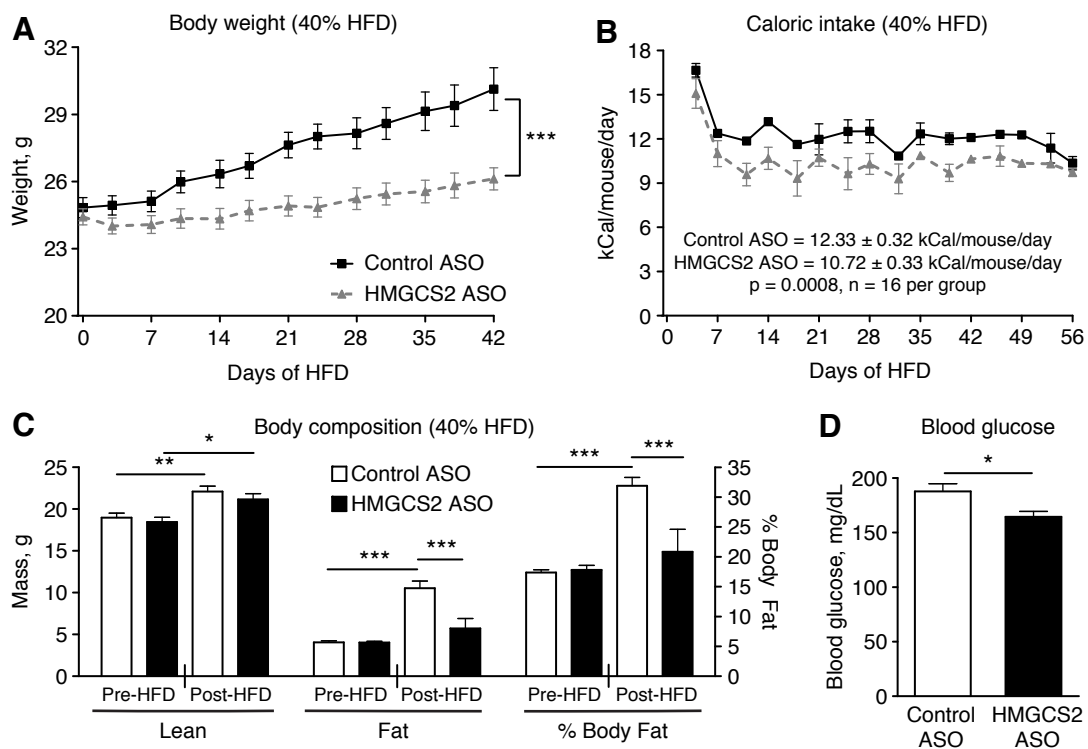 A
Body weight (40% HFD)
32
29
26
23
20
Weight, g
***
Control ASO
HMGCS2 ASO
0 7 14 21 28 35 42
Days of HFD
B
Caloric intake (40% HFD)
18
15
12
9
6
3
0
kCal/mouse/day
Control ASO = 12.33 ± 0.32 kCal/mouse/day
HMGCS2 ASO = 10.72 ± 0.33 kCal/mouse/day
p = 0.0008, n = 16 per group
0 7 14 21 28 35 42 49 56
Days of HFD
C
Body composition (40% HFD)
25
20
15
10
5
0
Mass, g
** * *** *** *** ***
Control ASO
HMGCS2 ASO
35
30
25
20
15
10
5
0
% Body Fat
Pre-HFD Post-HFD Pre-HFD Post-HFD Pre-HFD Post-HFD
Lean Fat % Body Fat
D
Blood glucose
*
200
150
100
50
0
Blood glucose, mg/dL
Control HMGCS2
ASO ASO